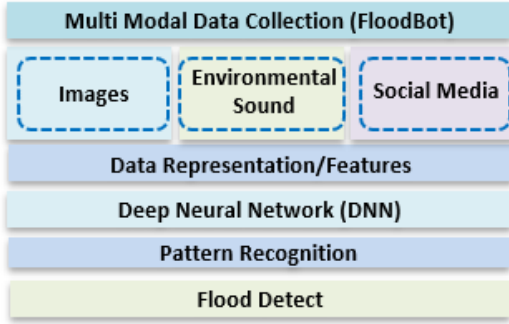 Multi Modal Data Collection (FloodBot)
Images
Environmental
Sound
Social Media
Data Representation/Features
Deep Neural Network (DNN)
Pattern Recognition
Flood Detect